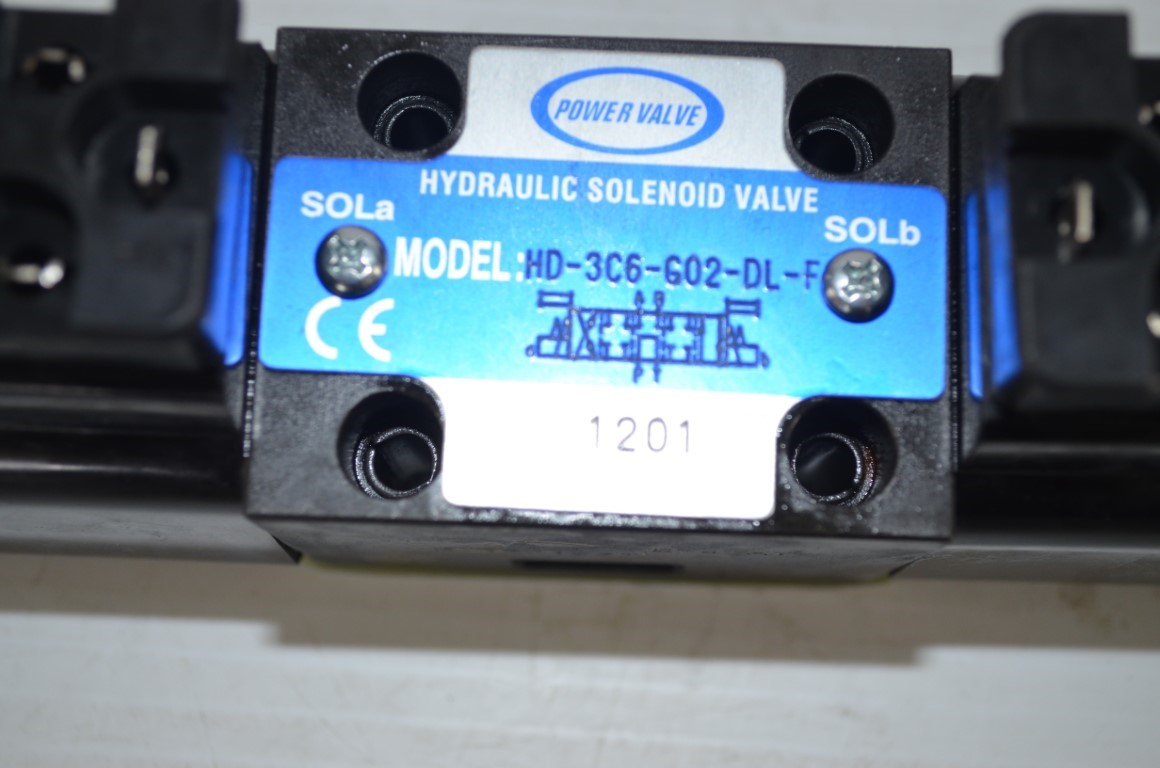 POWER VALVE
HYDRAULIC SOLENOID VALVE
SOLa
SOLb
MODEL:HD-3C6-G02-DL-F
CE
1201